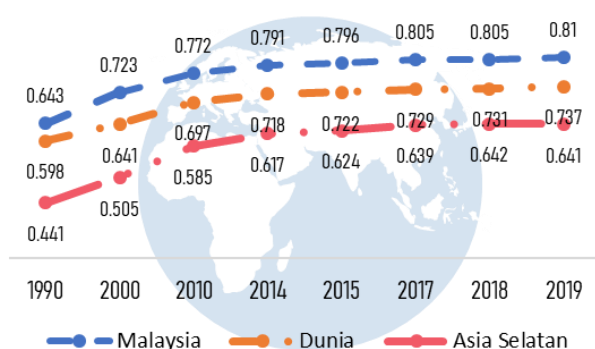 0.643 0.723 0.772 0.791 0.796 0.805 0.805 0.81
0.598 0.641 0.697 0.718 0.722 0.729 0.731 0.737
0.441 0.505 0.585 0.617 0.624 0.639 0.642 0.641
1990 2000 2010 2014 2015 2017 2018 2019
Malaysia Dunia Asia Selatan